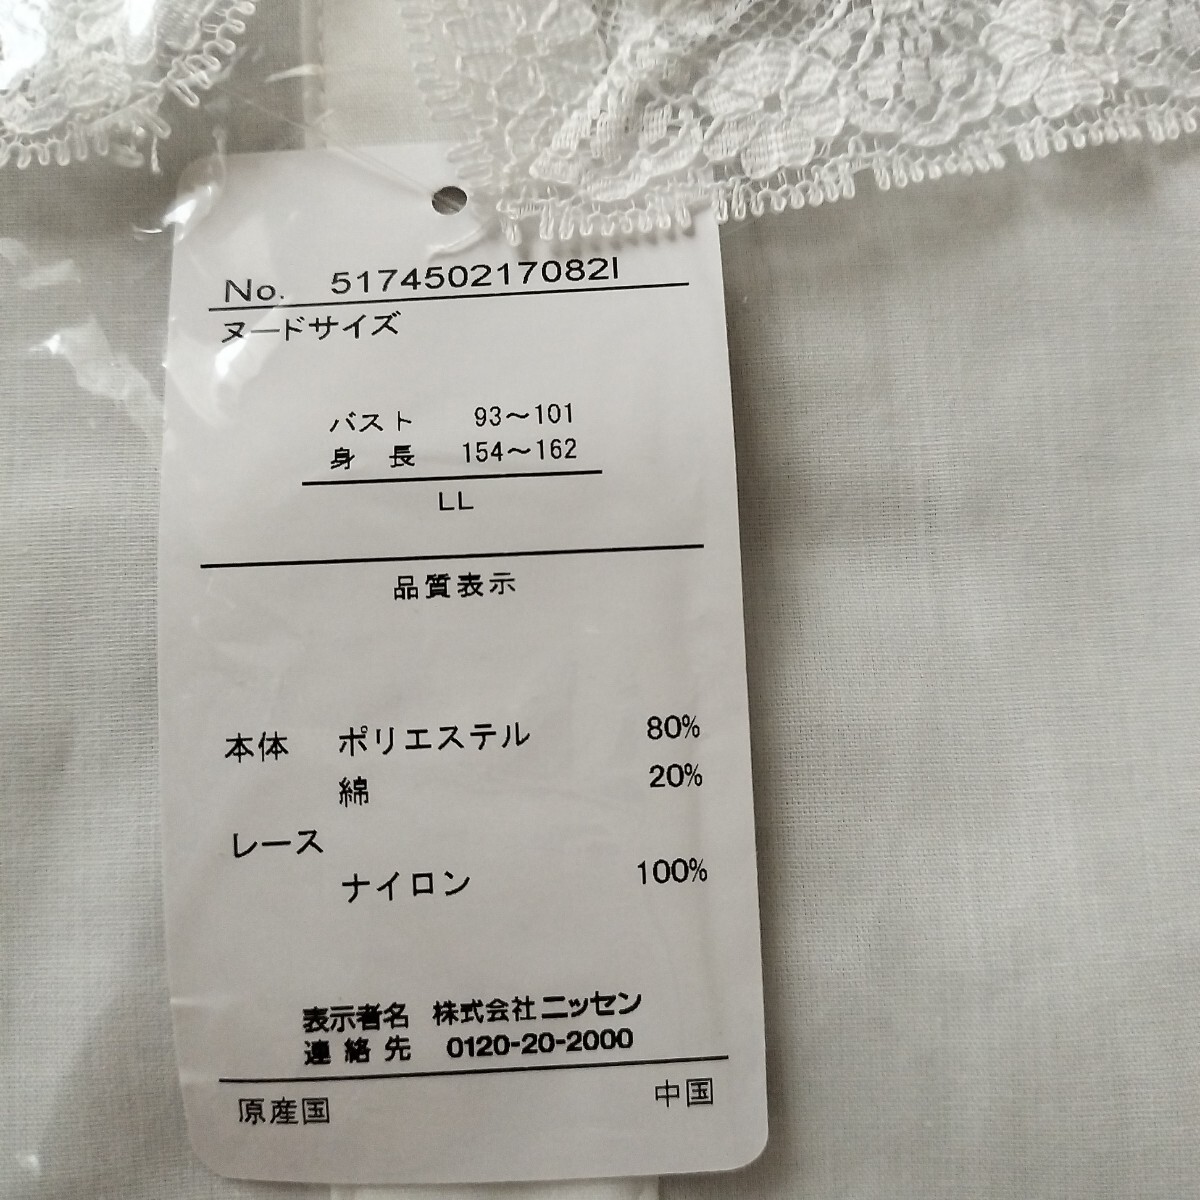 No. 517450217082I
ヌードサイズ
バスト 93～101
身 長 154～162
LL
品質表示
本体 ポリエステル 80%
綿 20%
レース
ナイロン 100%
表示者名 株式会社ニッセン
連絡先 0120-20-2000
原産国 中国